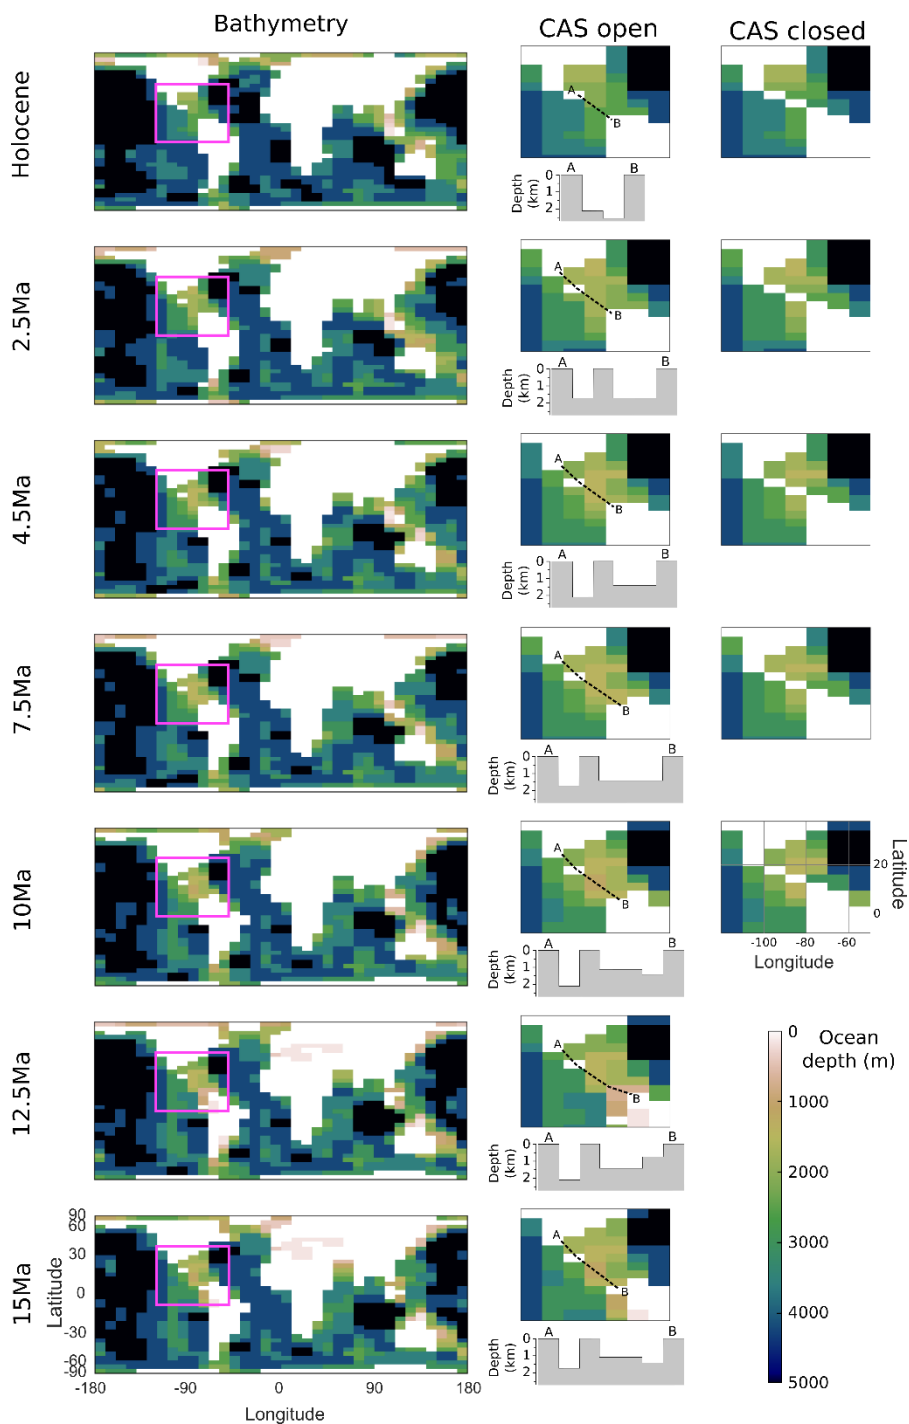 Bathymetry
CAS open
CAS closed
Holocene
A
B
A B
Depth
(km)
0
1
2
2.5Ma
A
B
A B
Depth
(km)
0
1
2
4.5Ma
A
B
A B
Depth
(km)
0
1
2
7.5Ma
A
B
A B
Depth
(km)
0
1
2
10Ma
A
B
A B
Depth
(km)
0
1
2
20
0
Latitude
-100 -80 -60
Longitude
12.5Ma
A
B
A B
Depth
(km)
0
1
2
Ocean
depth (m)
0
1000
2000
3000
4000
5000
15Ma
Latitude
90
80
60
30
0
-30
-60
-90
-180 -90 0 90 180
Longitude
A
B
A B
Depth
(km)
0
1
2